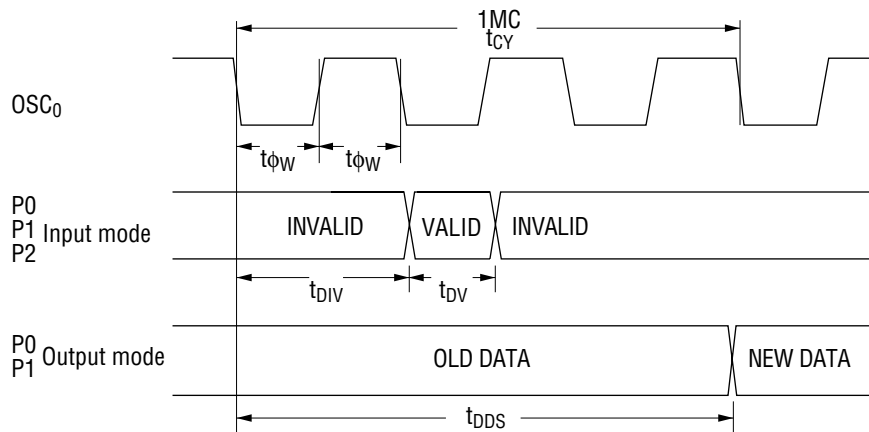 1MC
tCY
OSC0
tϕW tϕW
P0
P1 Input mode
P2
INVALID VALID INVALID
tDIV tDV
P0
P1 Output mode
OLD DATA NEW DATA
tDDS